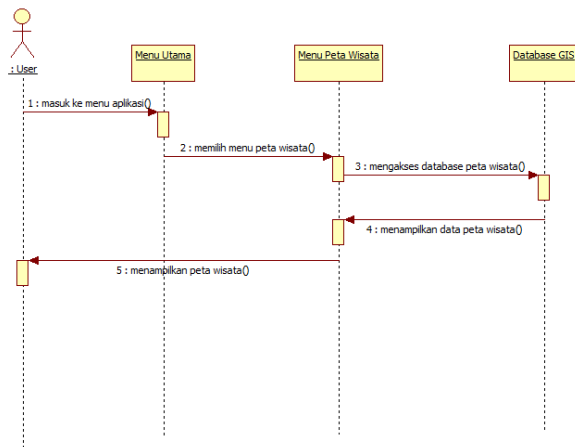 : User
Menu Utama
Menu Peta Wisata
Database GIS
1 : masuk ke menu aplikasi()
2 : memilih menu peta wisata()
3 : mengakses database peta wisata()
4 : menampilkan data peta wisata()
5 : menampilkan peta wisata()